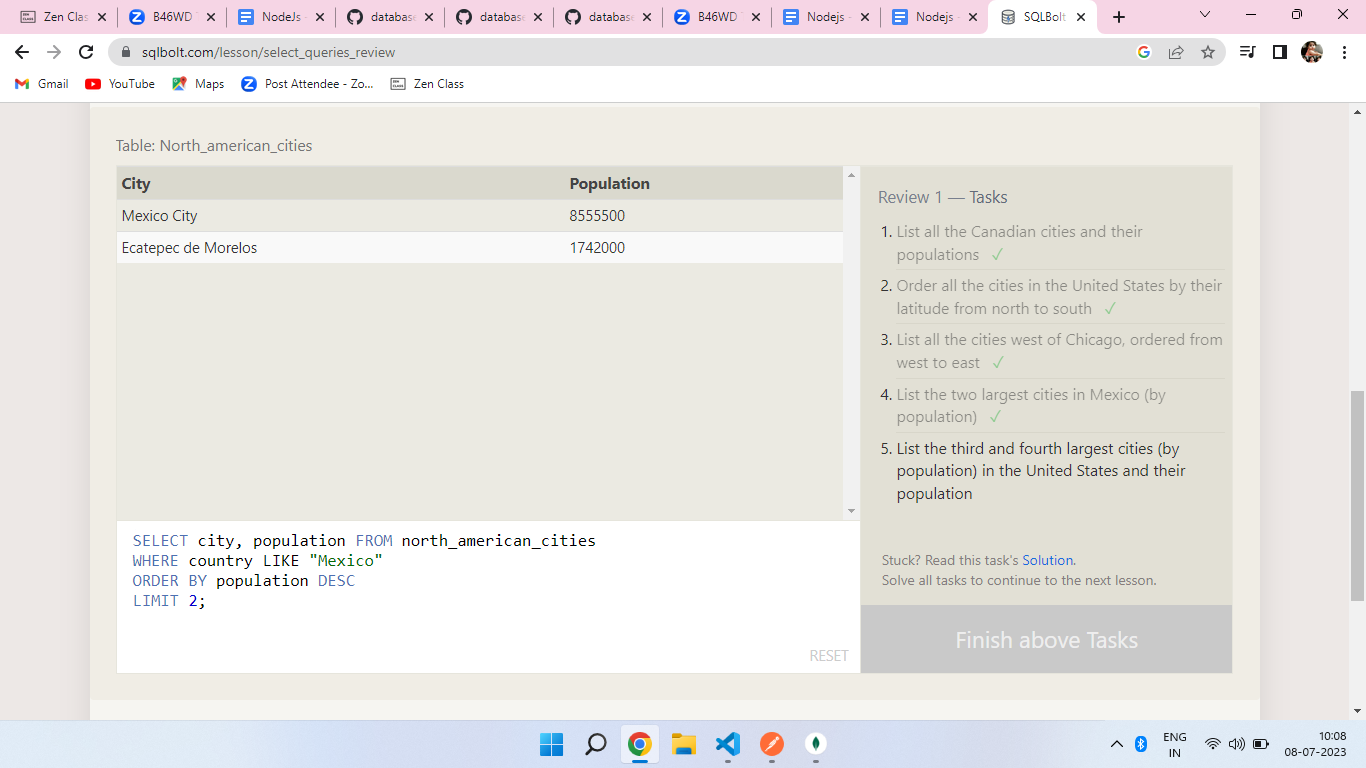 Zen Clas
B46WD
NodeJs -
database
database
database
B46WD
Nodejs -
Nodejs -
SQLBolt
sqlbolt.com/lesson/select_queries_review
Gmail
YouTube
Maps
Post Attendee - Zo...
Zen Class
Table: North_american_cities
City Population
Mexico City 8555500
Ecatepec de Morelos 1742000
SELECT city, population FROM north_american_cities
WHERE country LIKE "Mexico"
ORDER BY population DESC
LIMIT 2;
RESET
Review 1 — Tasks
1. List all the Canadian cities and their
populations ✓
2. Order all the cities in the United States by their
latitude from north to south ✓
3. List all the cities west of Chicago, ordered from
west to east ✓
4. List the two largest cities in Mexico (by
population) ✓
5. List the third and fourth largest cities (by
population) in the United States and their
population
Stuck? Read this task's Solution.
Solve all tasks to continue to the next lesson.
Finish above Tasks
ENG
IN
10:08
08-07-2023